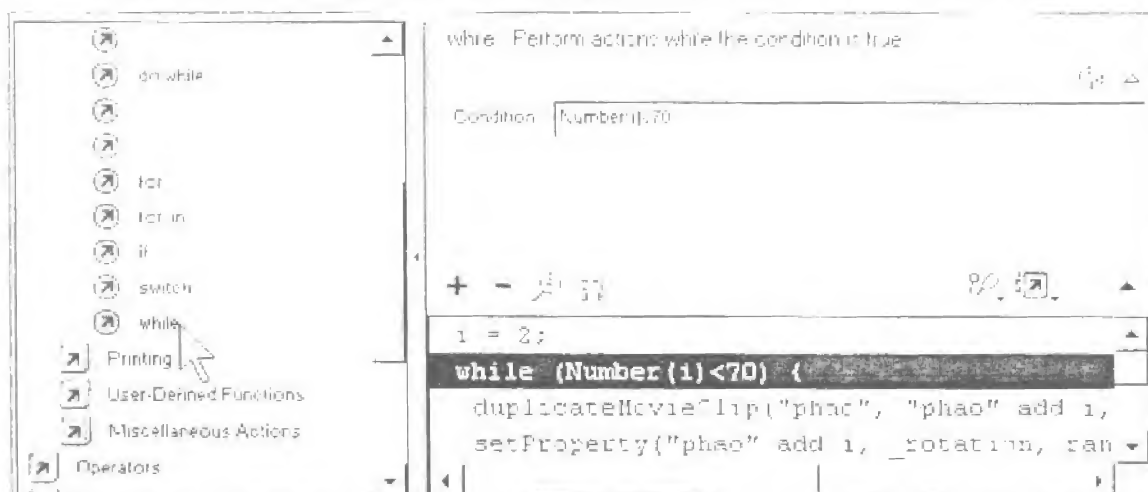 do while
for
for in
if
switch
while
Printing
User-Defined Functions
Miscellaneous Actions
Operators
while : Perform actions while the condition is true
Condition: Number(i)<70
i = 2;
while (Number(i)<70) {
duplicateMovieClip("phao", "phao" add i,
setProperty("phao" add i, _rotation, ran